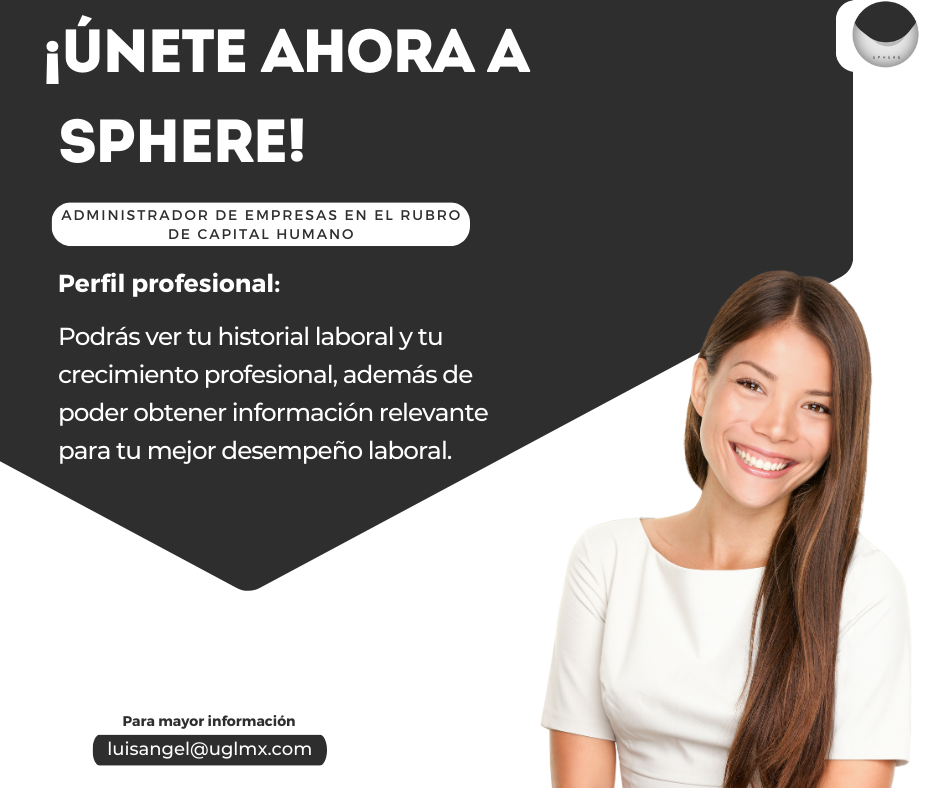 ¡ÚNETE AHORA A
SPHERE!
SPHERE
ADMINISTRADOR DE EMPRESAS EN EL RUBRO
DE CAPITAL HUMANO
Perfil profesional:
Podrás ver tu historial laboral y tu
crecimiento profesional, además de
poder obtener información relevante
para tu mejor desempeño laboral.
Para mayor información
luisangel@uglmx.com